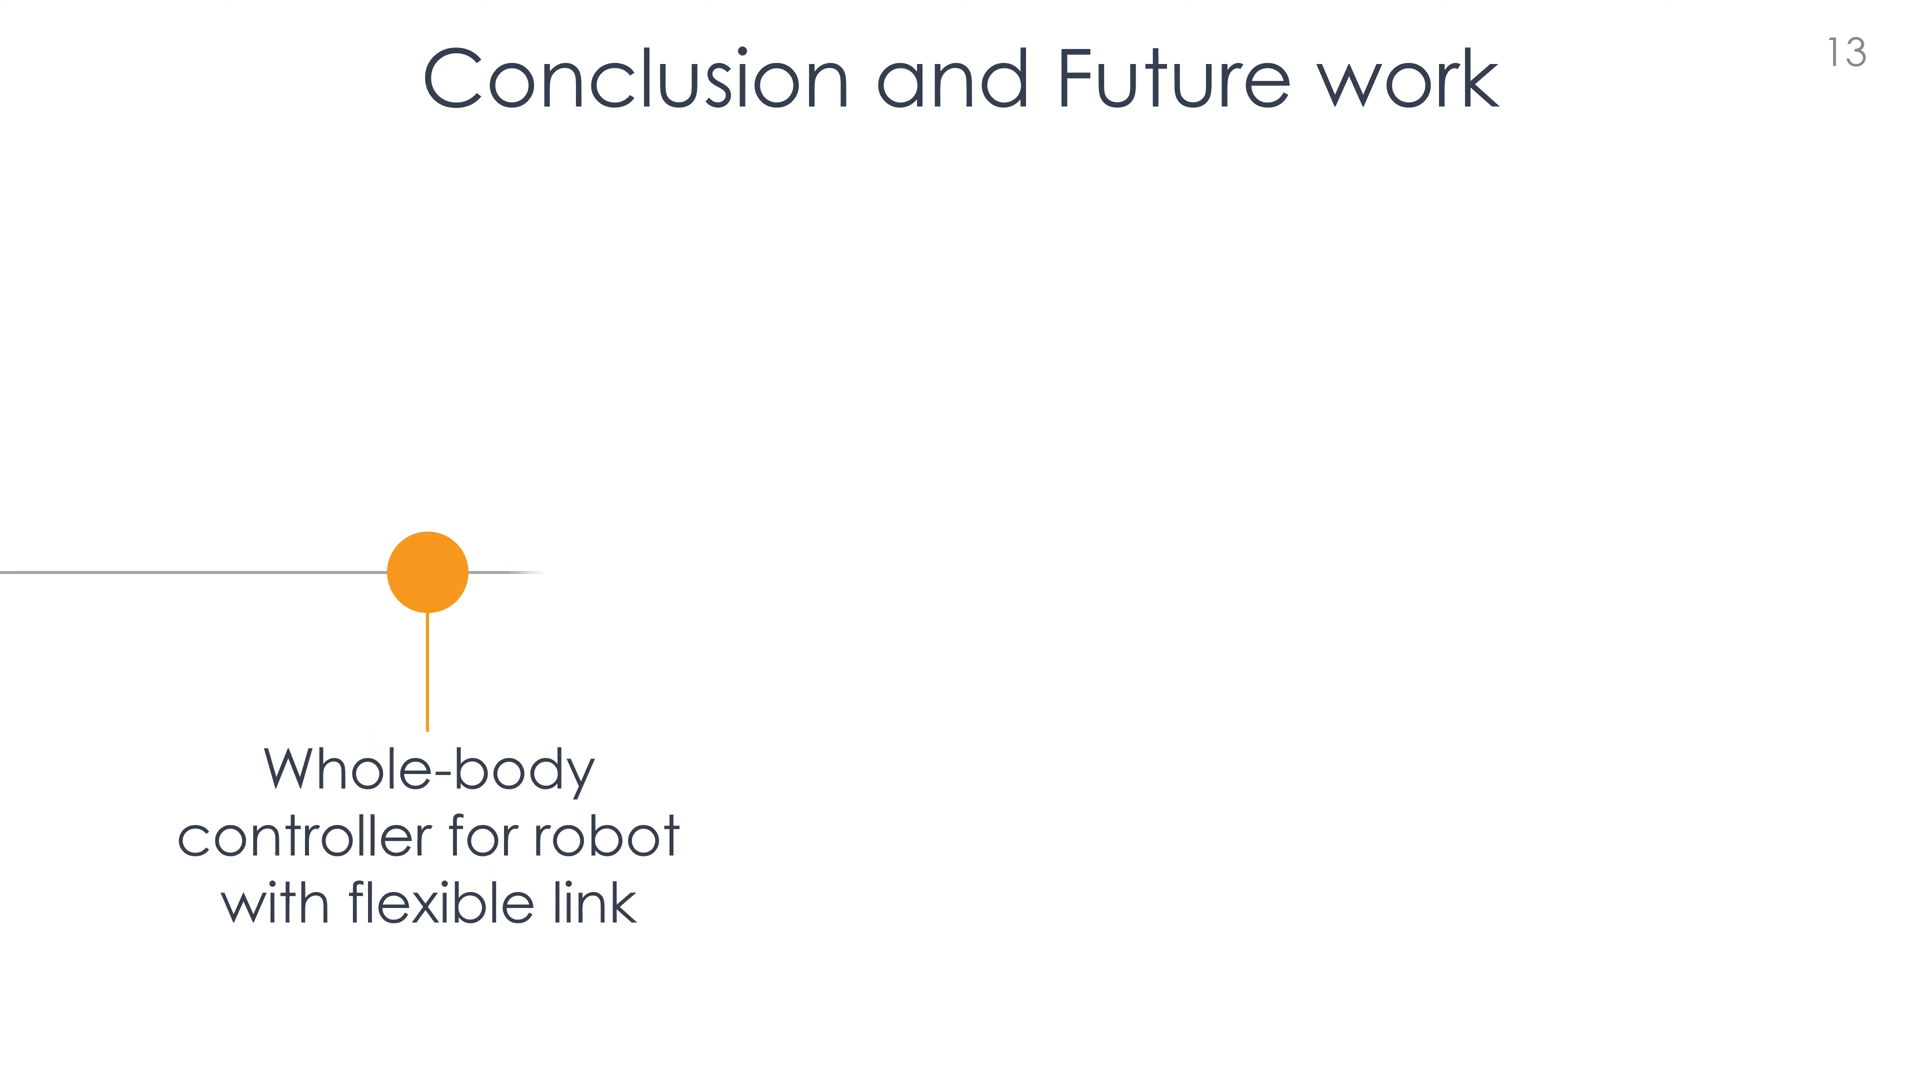 Conclusion and Future work
13
Whole-body
controller for robot
with flexible link